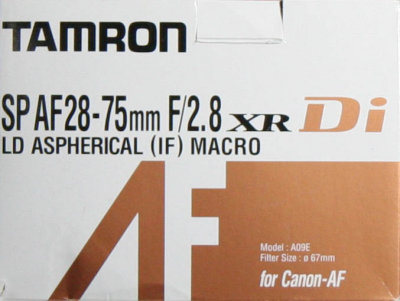 TAMRON
SP AF28-75mm F/2.8 XR Di
LD ASPHERICAL (IF) MACRO
AF
Model : A09E
Filter Size : ø 67mm
for Canon-AF